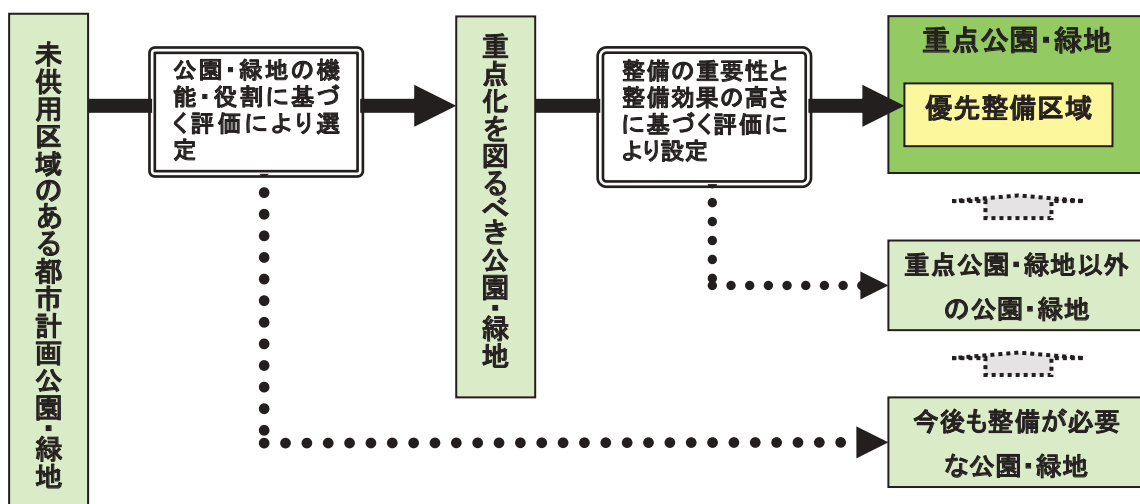 未供用区域のある都市計画公園・緑地
公園・緑地の機
能・役割に基づ
く評価により選
定
重点化を図るべき公園・緑地
整備の重要性と
整備効果の高さ
に基づく評価に
より設定
重点公園・緑地
優先整備区域
重点公園・緑地以外
の公園・緑地
今後も整備が必要
な公園・緑地